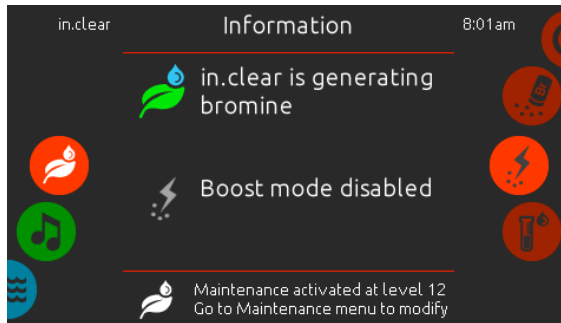 in.clear
Information
8:01am
in.clear is generating
bromine
Boost mode disabled
Maintenance activated at level 12
Go to Maintenance menu to modify
Br